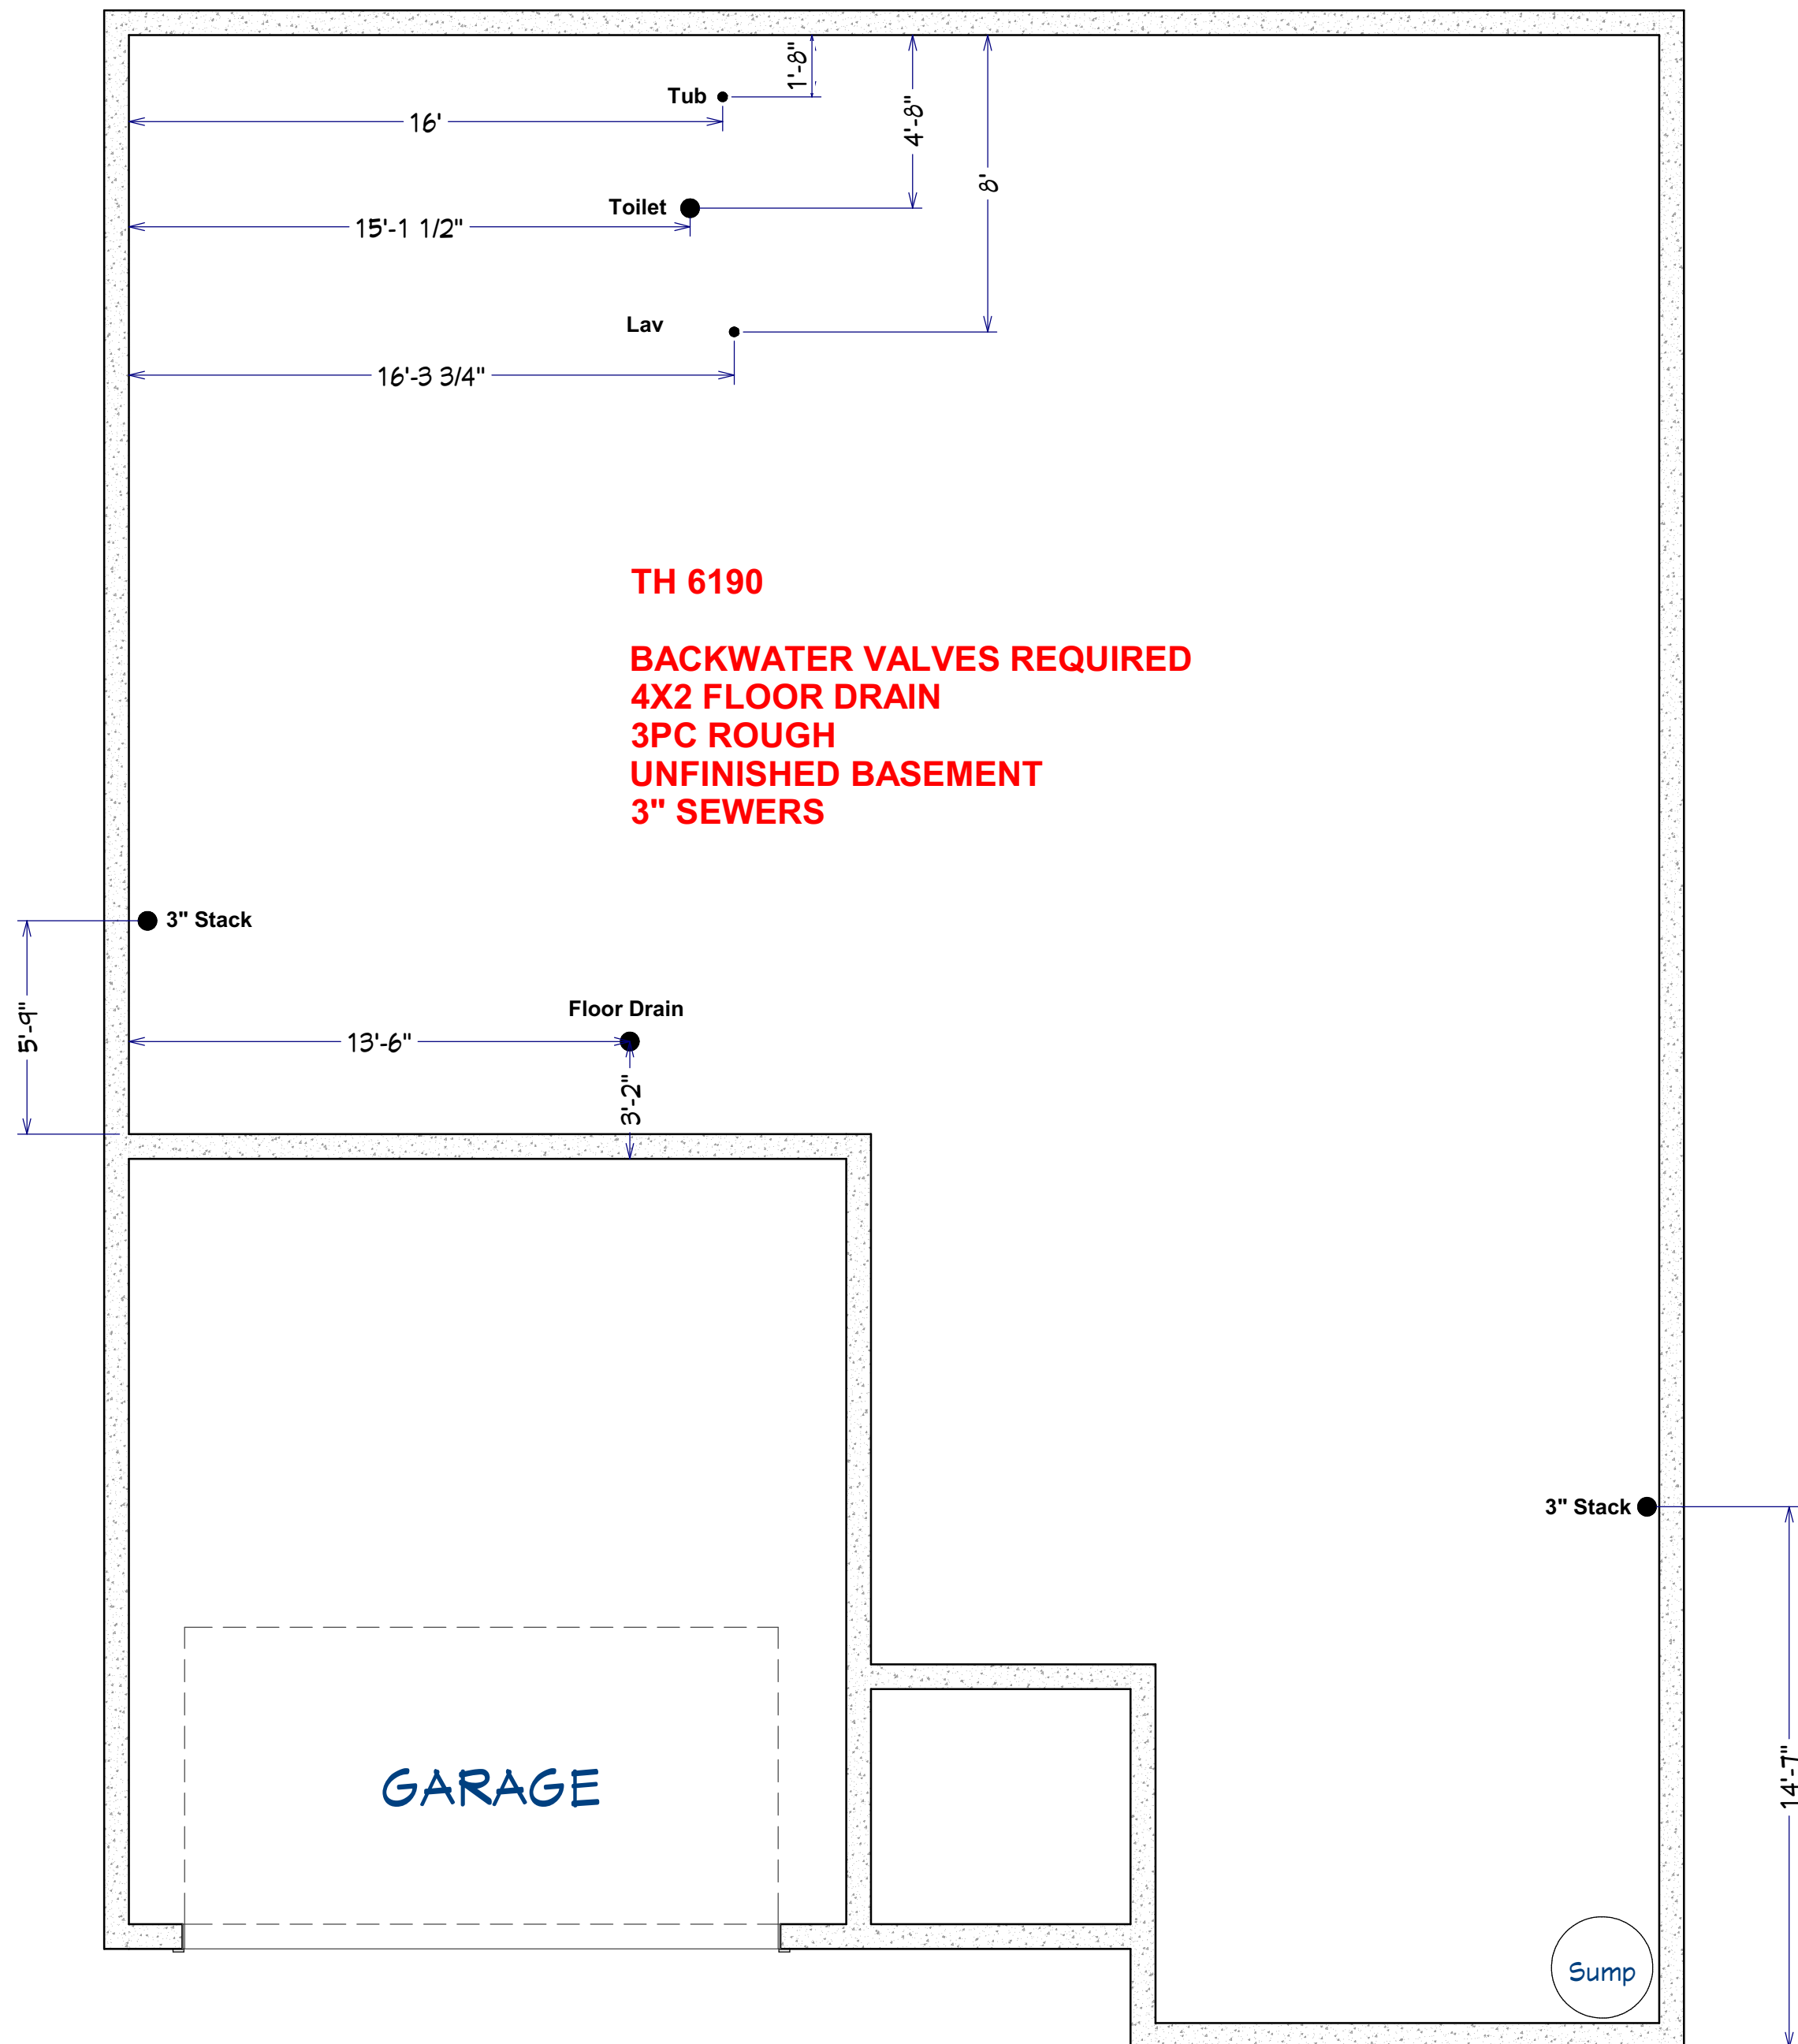 1'-8"
Tub
16'
4'-8"
8'
Toilet
15'-1 1/2"
Lav
16'-3 3/4"
TH 6190
BACKWATER VALVES REQUIRED
4X2 FLOOR DRAIN
3PC ROUGH
UNFINISHED BASEMENT
3" SEWERS
3" Stack
Floor Drain
5'-9"
13'-6"
3'-2"
3" Stack
GARAGE
14'-7"
Sump